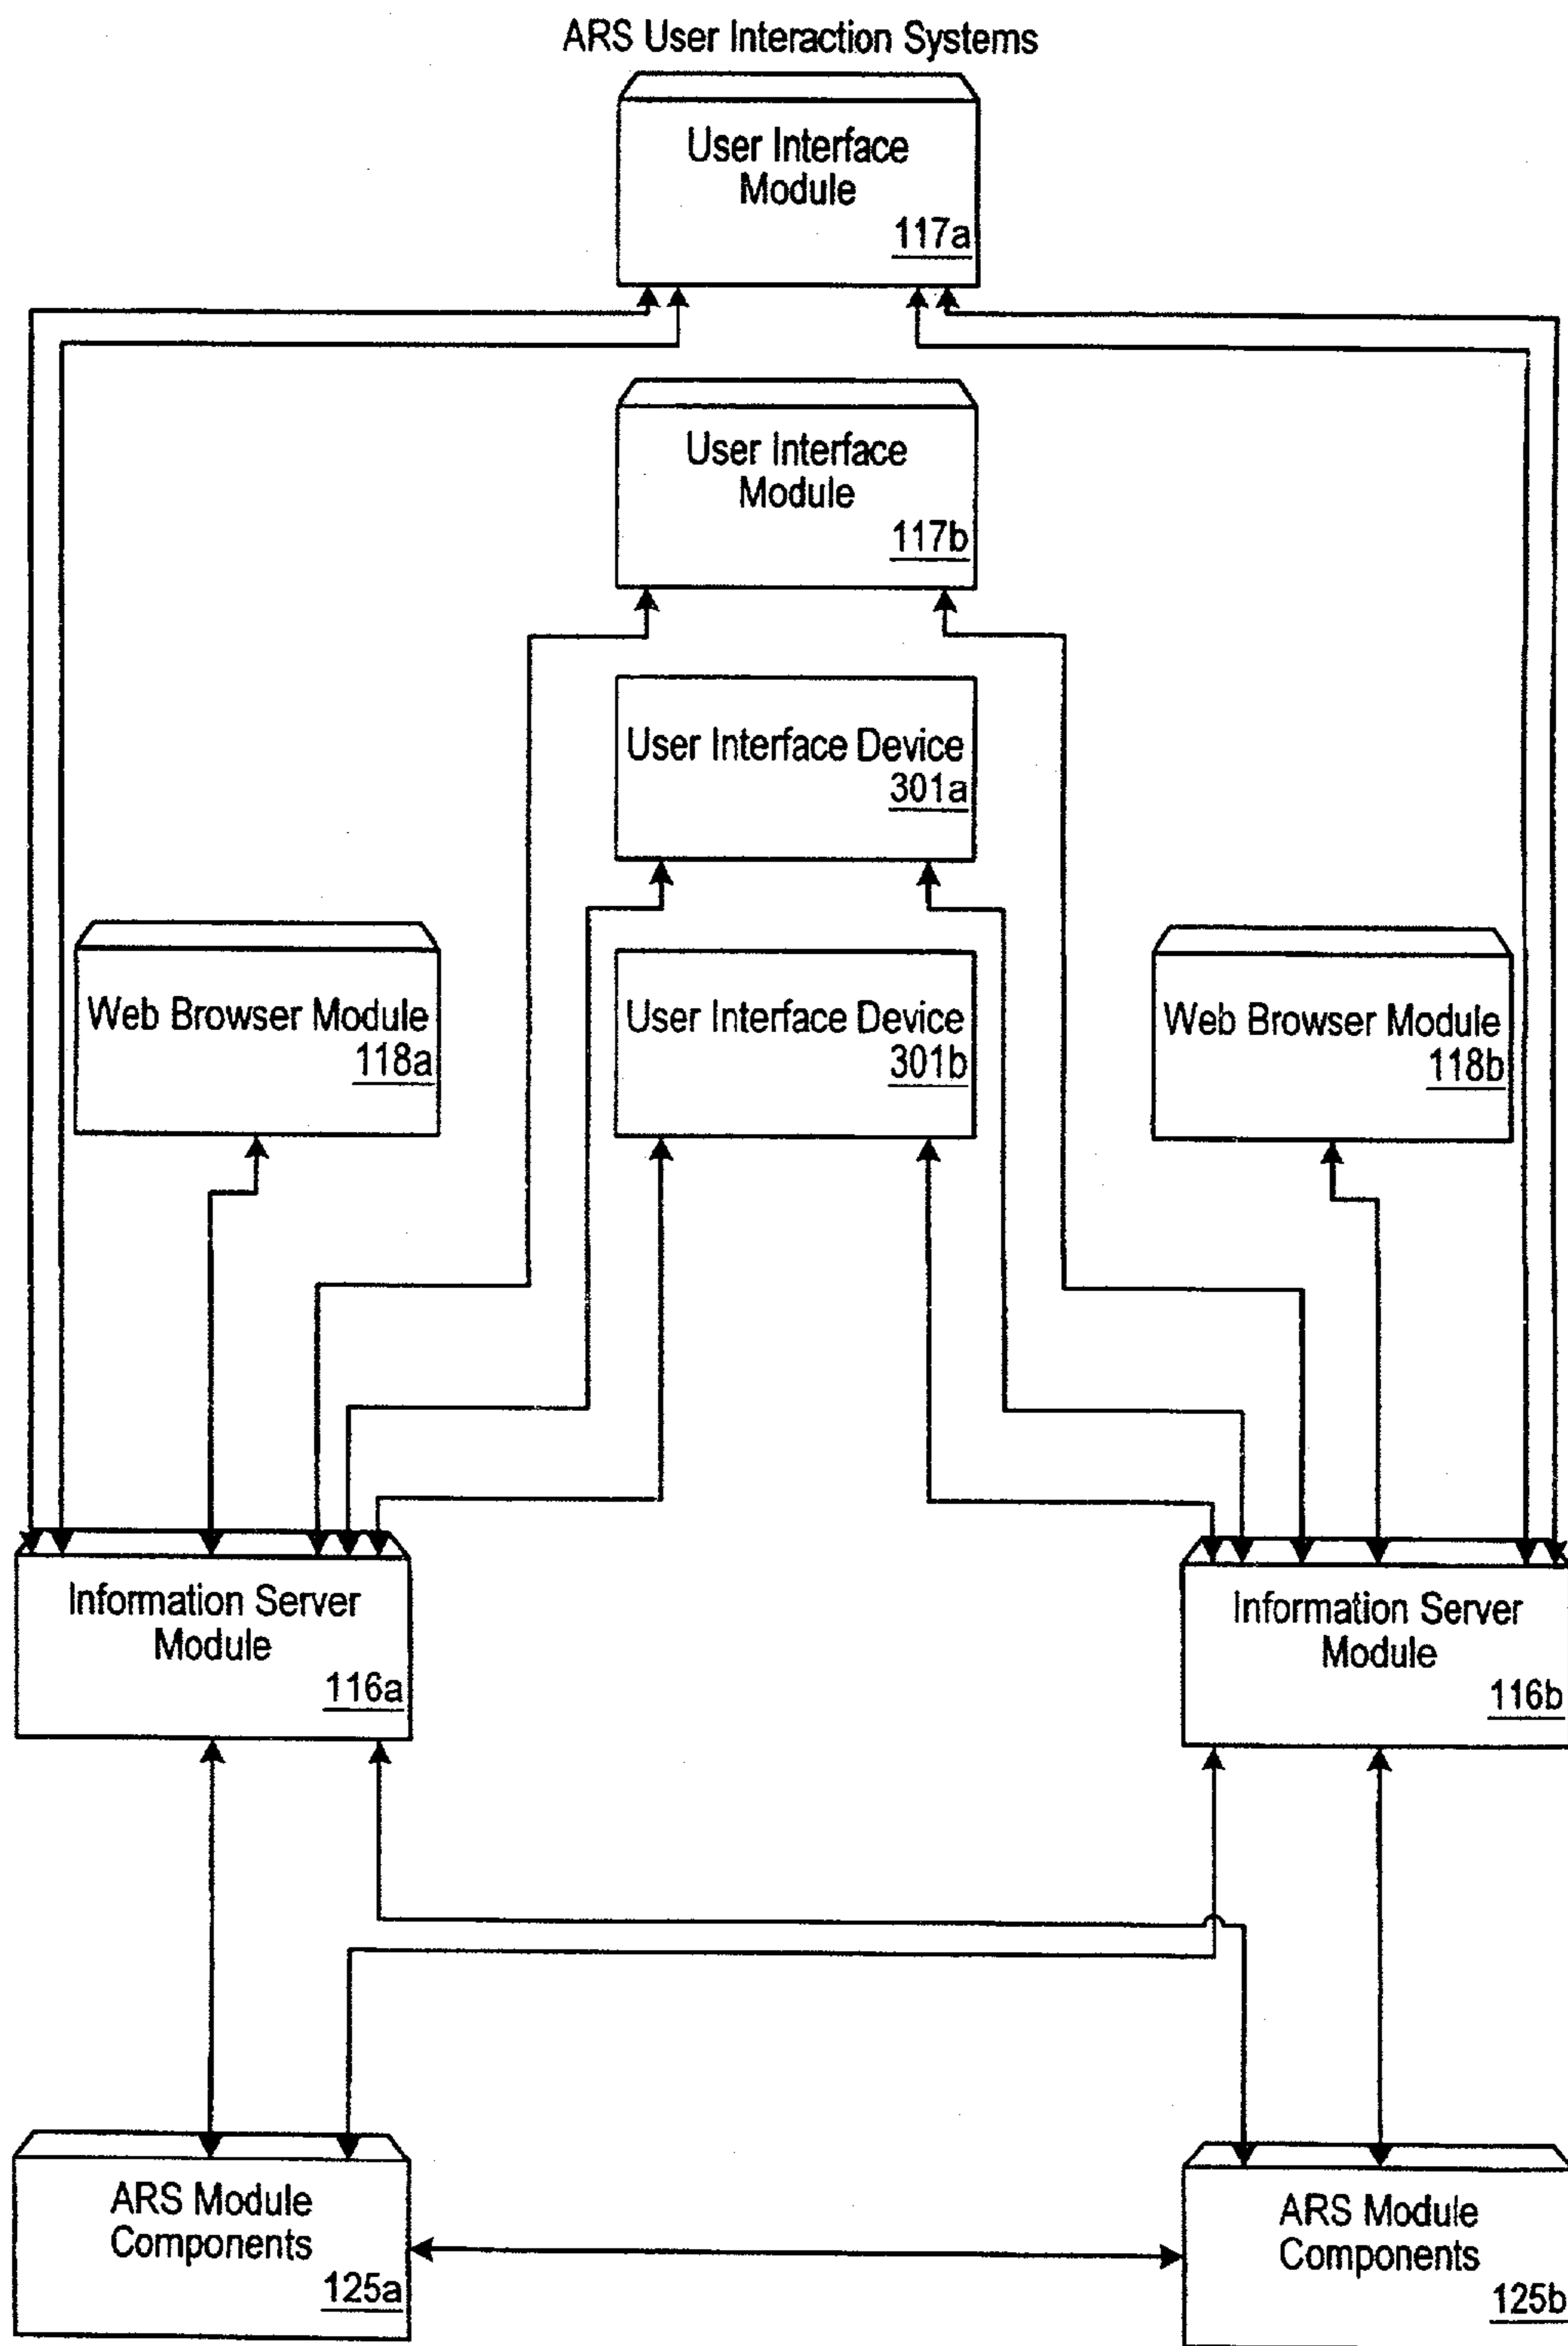 ARS User Interaction Systems
User Interface
Module
117a
User Interface
Module
117b
User Interface Device
301a
Web Browser Module
118a
User Interface Device
301b
Web Browser Module
118b
Information Server
Module
116a
Information Server
Module
116b
ARS Module
Components
125a
ARS Module
Components
125b